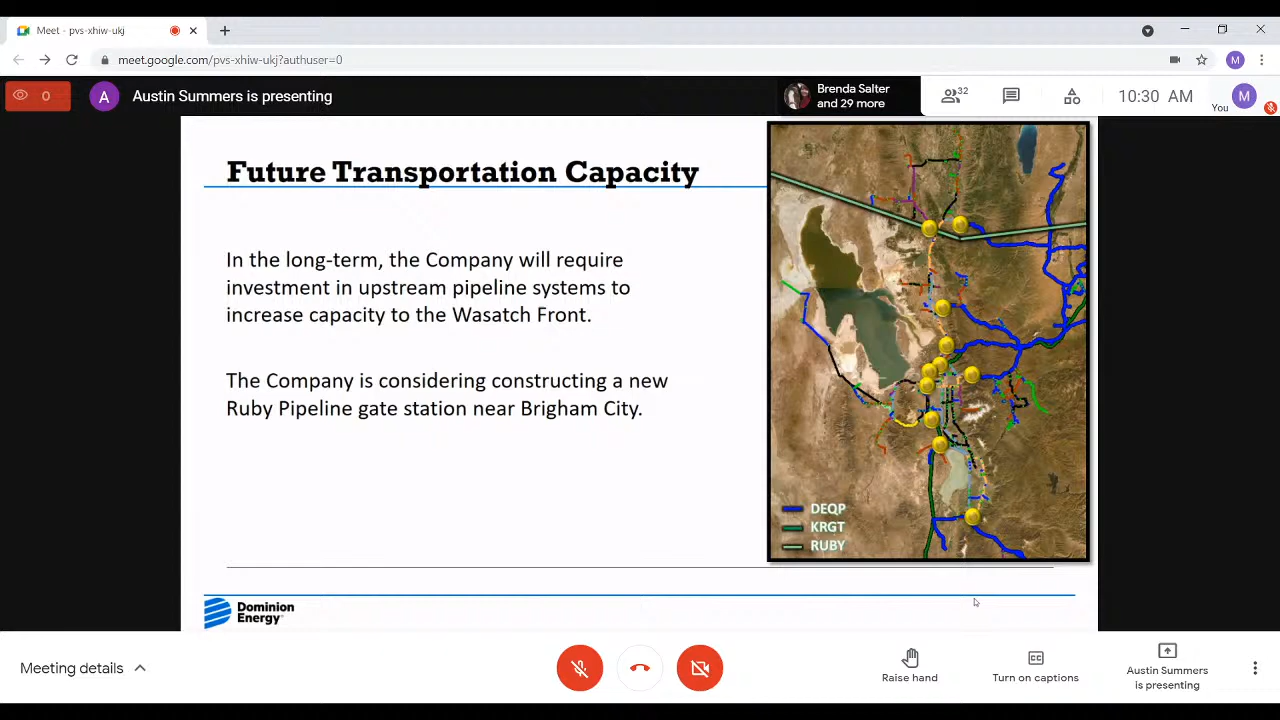 Meet - pvs-xhiw-ukj
meet.google.com/pvs-xhiw-ukj?authuser=0
M
0
A
Austin Summers is presenting
Brenda Salter
and 29 more
32
10:30 AM
You
M
Future Transportation Capacity
In the long-term, the Company will require
investment in upstream pipeline systems to
increase capacity to the Wasatch Front.
The Company is considering constructing a new
Ruby Pipeline gate station near Brigham City.
DEQP
KRGT
RUBY
Dominion
Energy
Meeting details
Raise hand
CC
Turn on captions
Austin Summers
is presenting